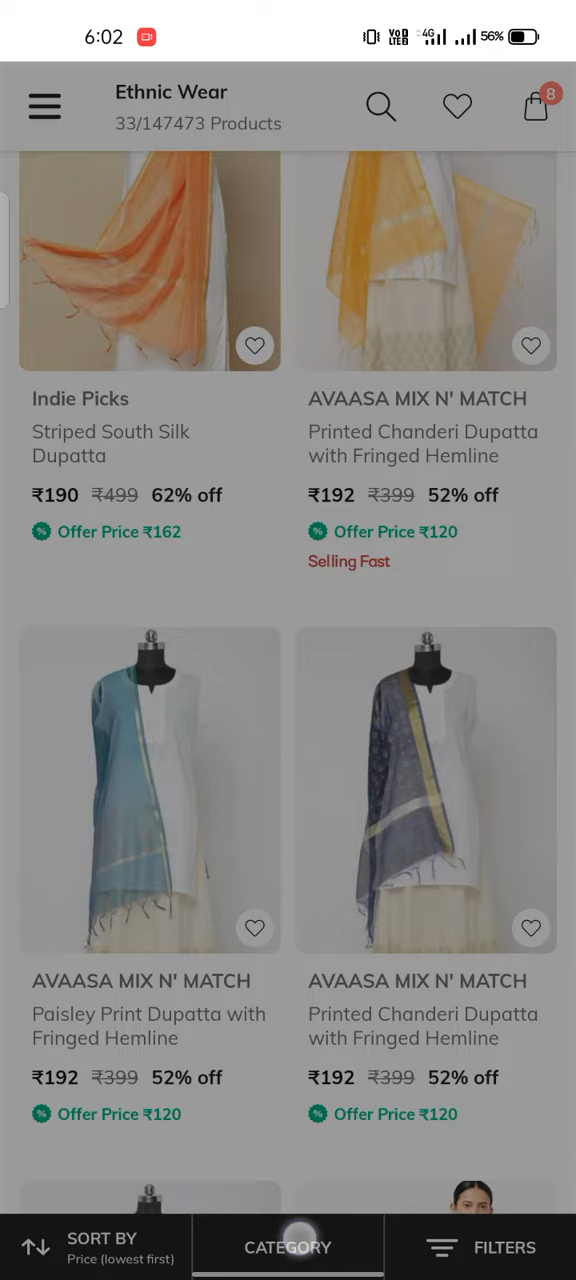 6:02
Vo D
LTE 2
4G
56%
Ethnic Wear
8
33/147473 Products
Indie Picks
Striped South Silk
Dupatta
₹190 ₹499 62% off
% Offer Price ₹162
AVAASA MIX N' MATCH
Printed Chanderi Dupatta
with Fringed Hemline
₹192 ₹399 52% off
% Offer Price ₹120
Selling Fast
AVAASA MIX N' MATCH
Paisley Print Dupatta with
Fringed Hemline
₹192 ₹399 52% off
% Offer Price ₹120
AVAASA MIX N' MATCH
Printed Chanderi Dupatta
with Fringed Hemline
₹192 ₹399 52% off
% Offer Price ₹120
SORT BY
Price (lowest first)
CATEGORY
FILTERS